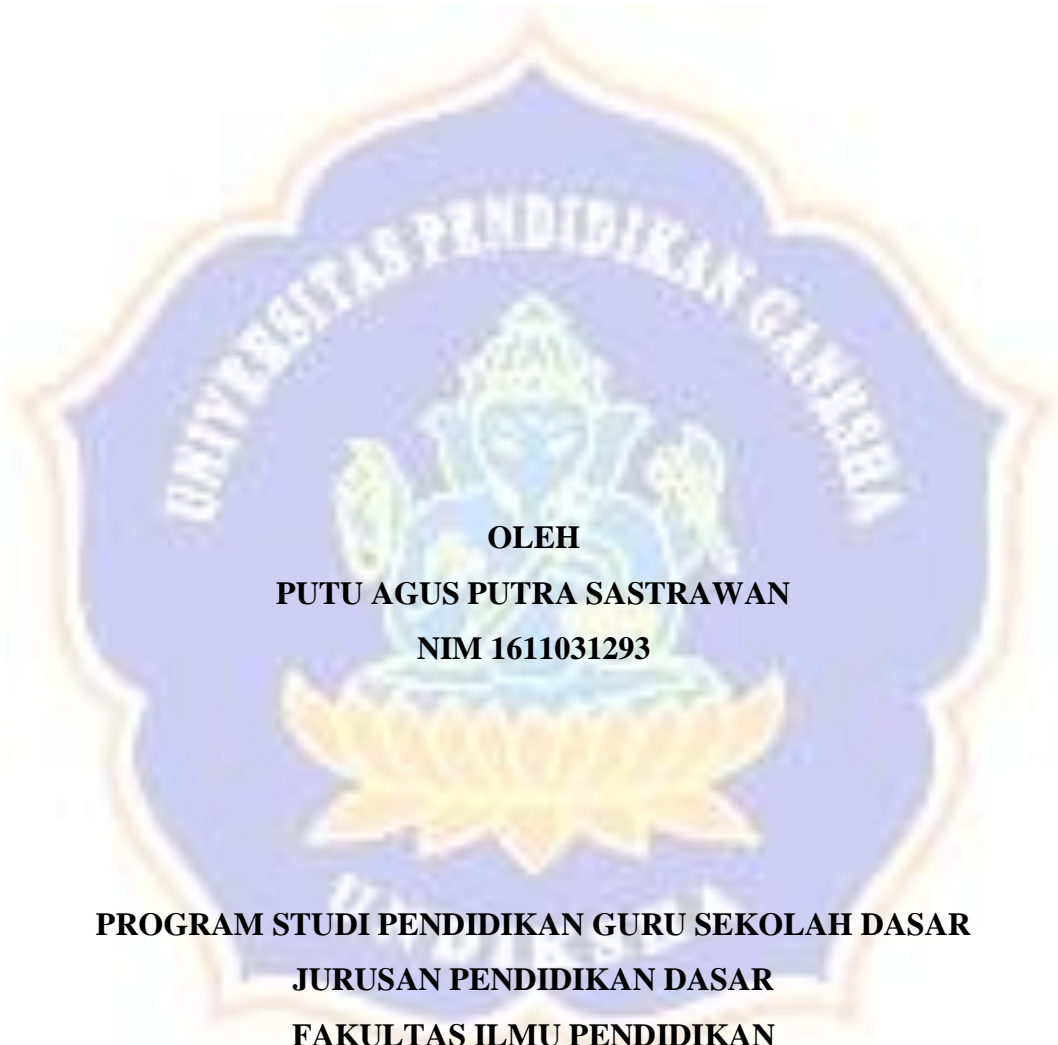 UNIVERSITAS PENDIDIKAN GANESHA
OLEH
PUTU AGUS PUTRA SASTRAWAN
NIM 1611031293
UNDIKSHA
PROGRAM STUDI PENDIDIKAN GURU SEKOLAH DASAR
JURUSAN PENDIDIKAN DASAR
FAKULTAS ILMU PENDIDIKAN